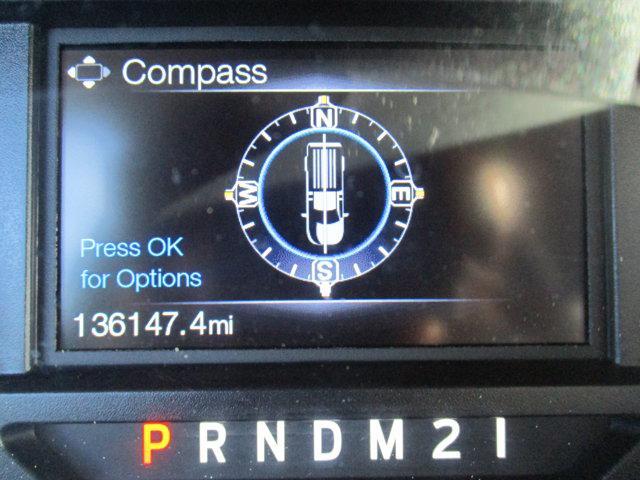 Compass
N
W
E
S
Press OK
for Options
136147.4mi
P R N D M 2 1